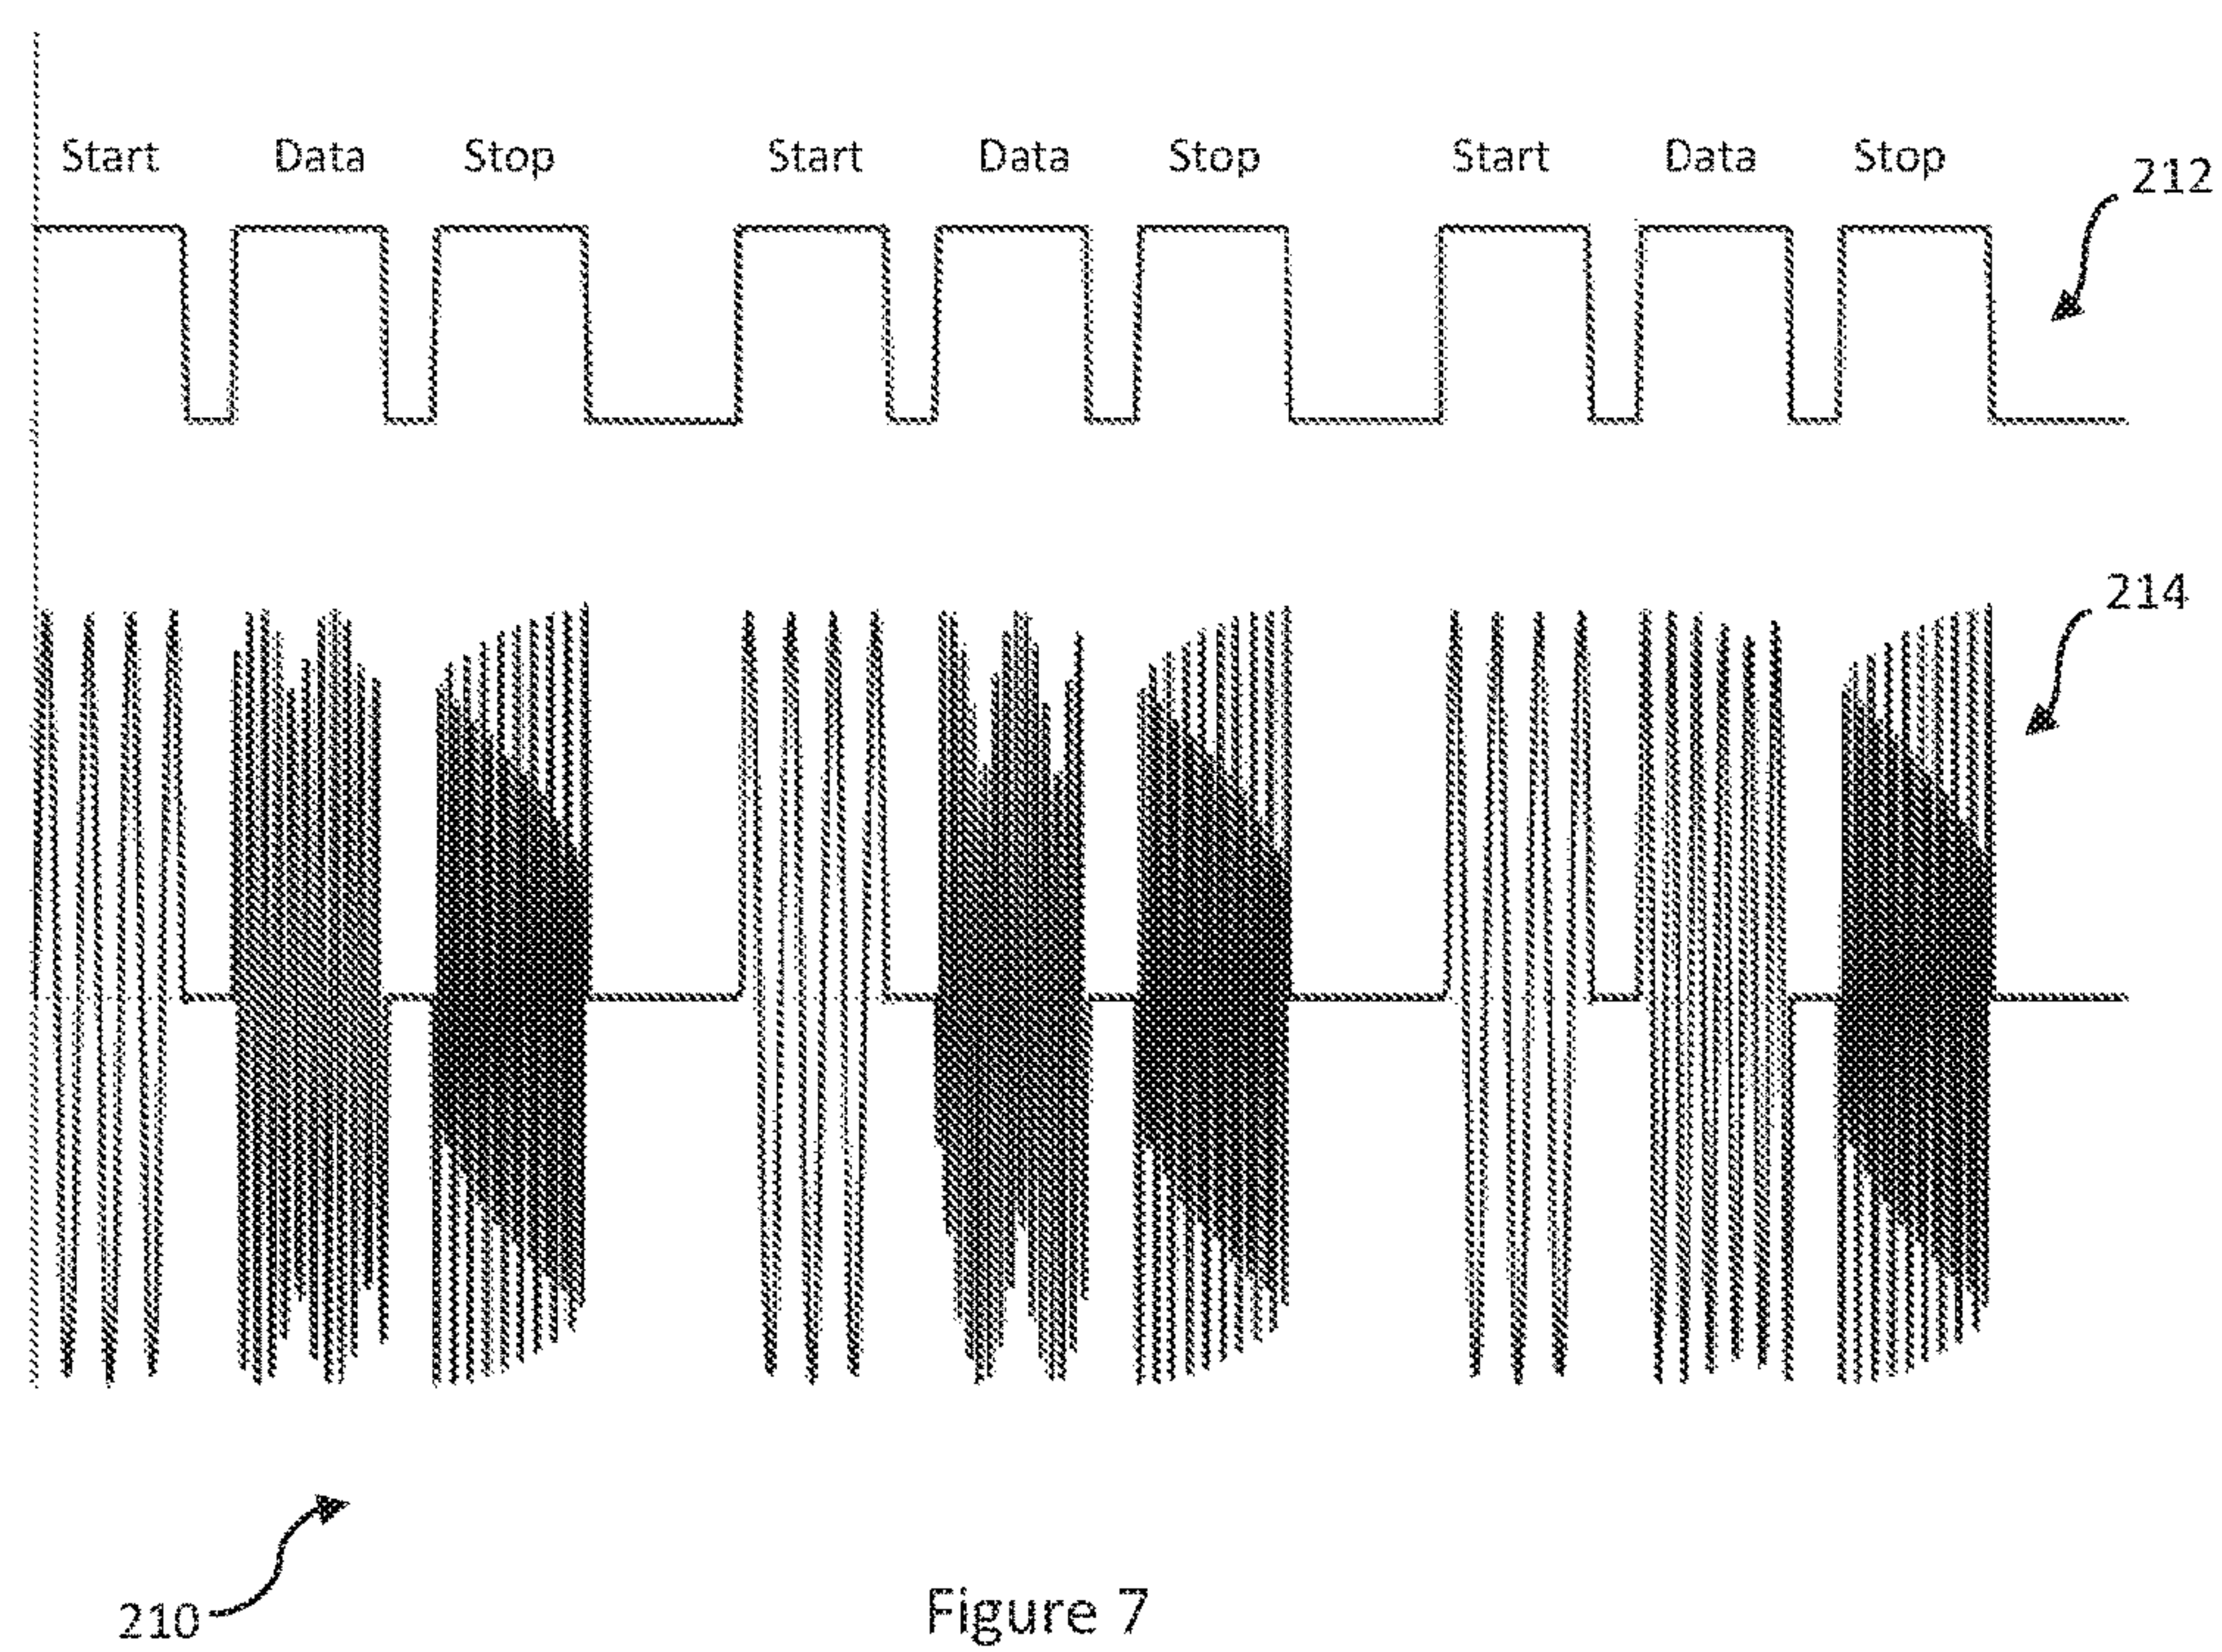 Start Data Stop Start Data Stop Start Data Stop
212
214
210
Figure 7